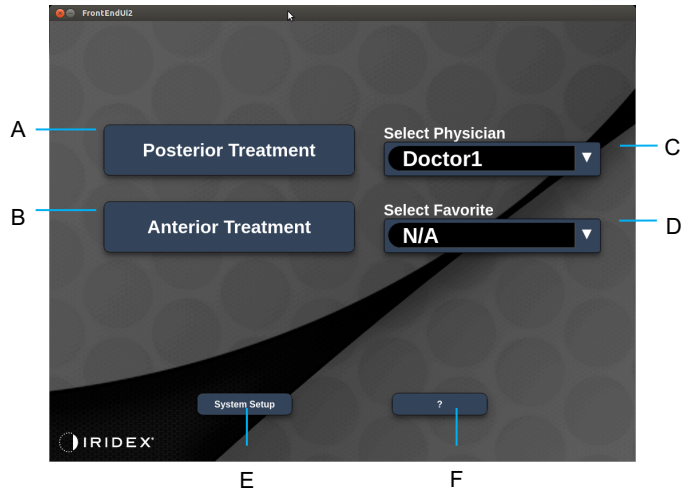 FrontEndUi2
A
Posterior Treatment
Select Physician
Doctor1
C
B
Anterior Treatment
Select Favorite
N/A
D
System Setup
?
IRIDEX
E
F